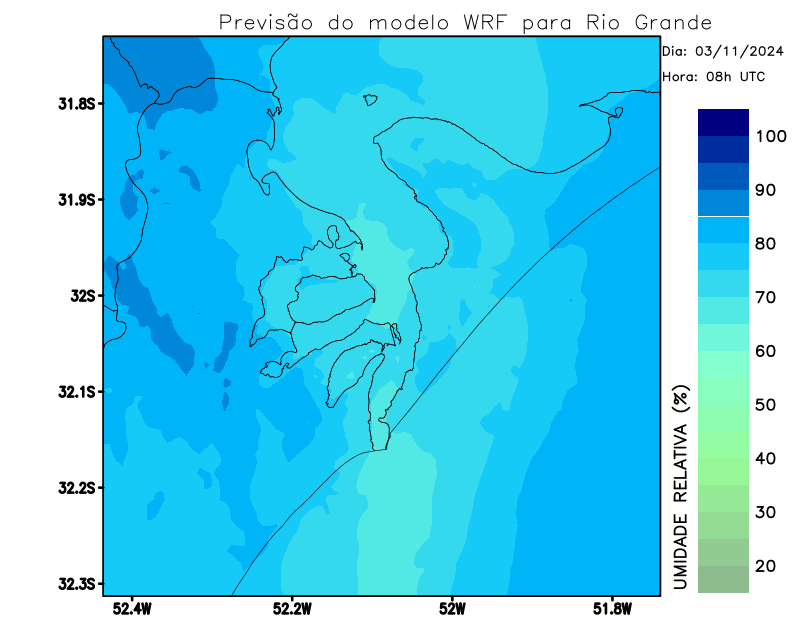 Previsão do modelo WRF para Rio Grande
Dia: 03/11/2024
Hora: 08h UTC
31.8S
31.9S
32S
32.1S
32.2S
32.3S
52.4W
52.2W
52W
51.8W
100
90
80
70
60
50
40
30
20
UMIDADE RELATIVA (%)